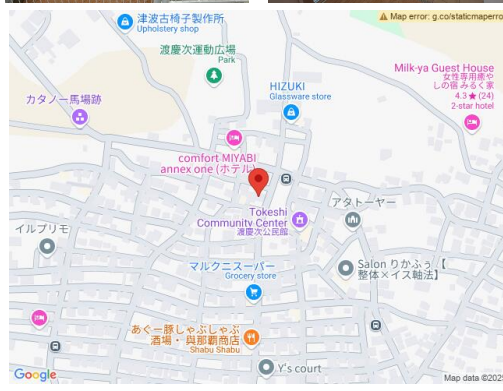 津波古椅子製作所
Upholstery shop
Map error: g.co/staticmaperro
渡慶次運動広場
Park
Milk-ya Guest House
女性専用癒や
しの宿 みるく家
4.3★(24)
2-star hotel
HIZUKI
Glassware store
カタノー馬場跡
comfort MIYABI
annex one (ホテル)
Tokeshi
Community Center
渡慶次公民館
アタトーヤー
イルプリモ
マルクニスーパー
Grocery store
Salon りかふぅ【
整体×イス軸法】
あぐー豚しゃぶしゃぶ
酒場・與那覇商店
Shabu Shabu
Y's court
Google
Map data ©202